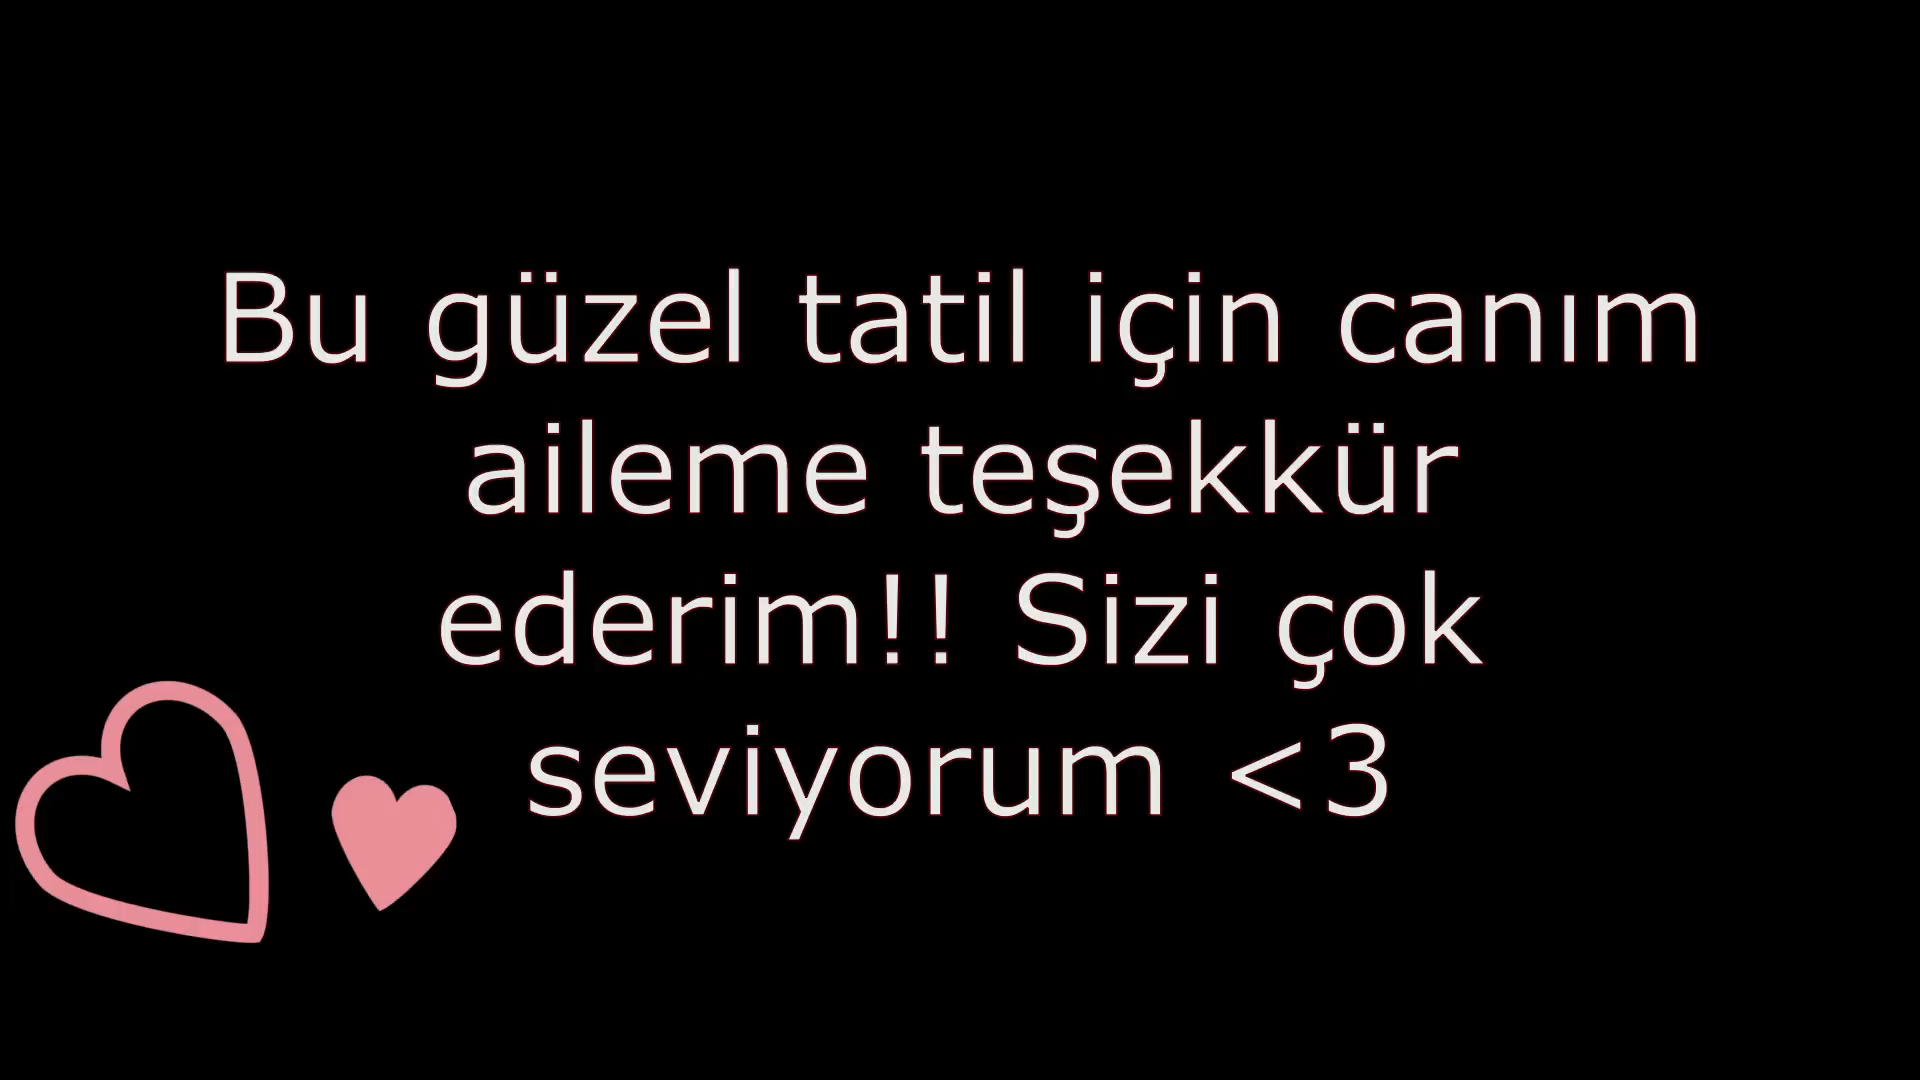 Bu güzel tatil için canım
aileme teşekkür
ederim!! Sizi çok
seviyorum <3